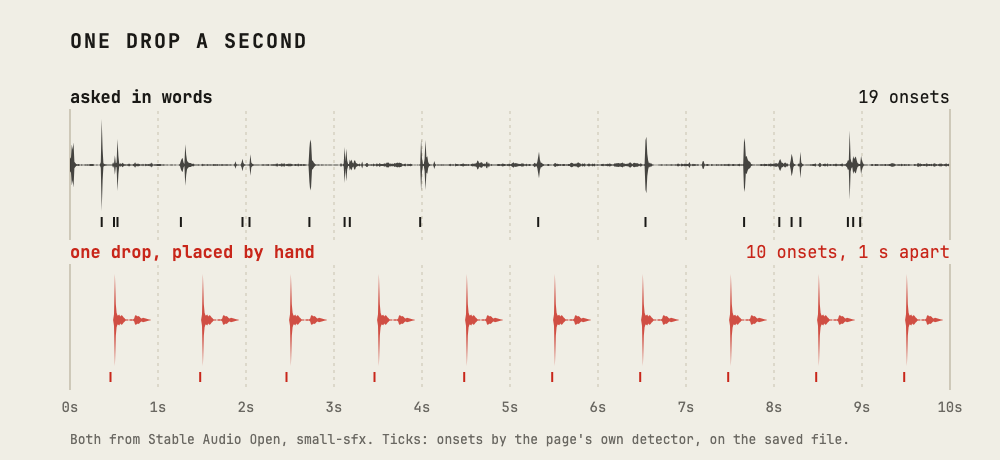 ONE DROP A SECOND
asked in words 19 onsets
one drop, placed by hand 10 onsets, 1 s apart
0s 1s 2s 3s 4s 5s 6s 7s 8s 9s 10s
Both from Stable Audio Open, small-sfx. Ticks: onsets by the page's own detector, on the saved file.